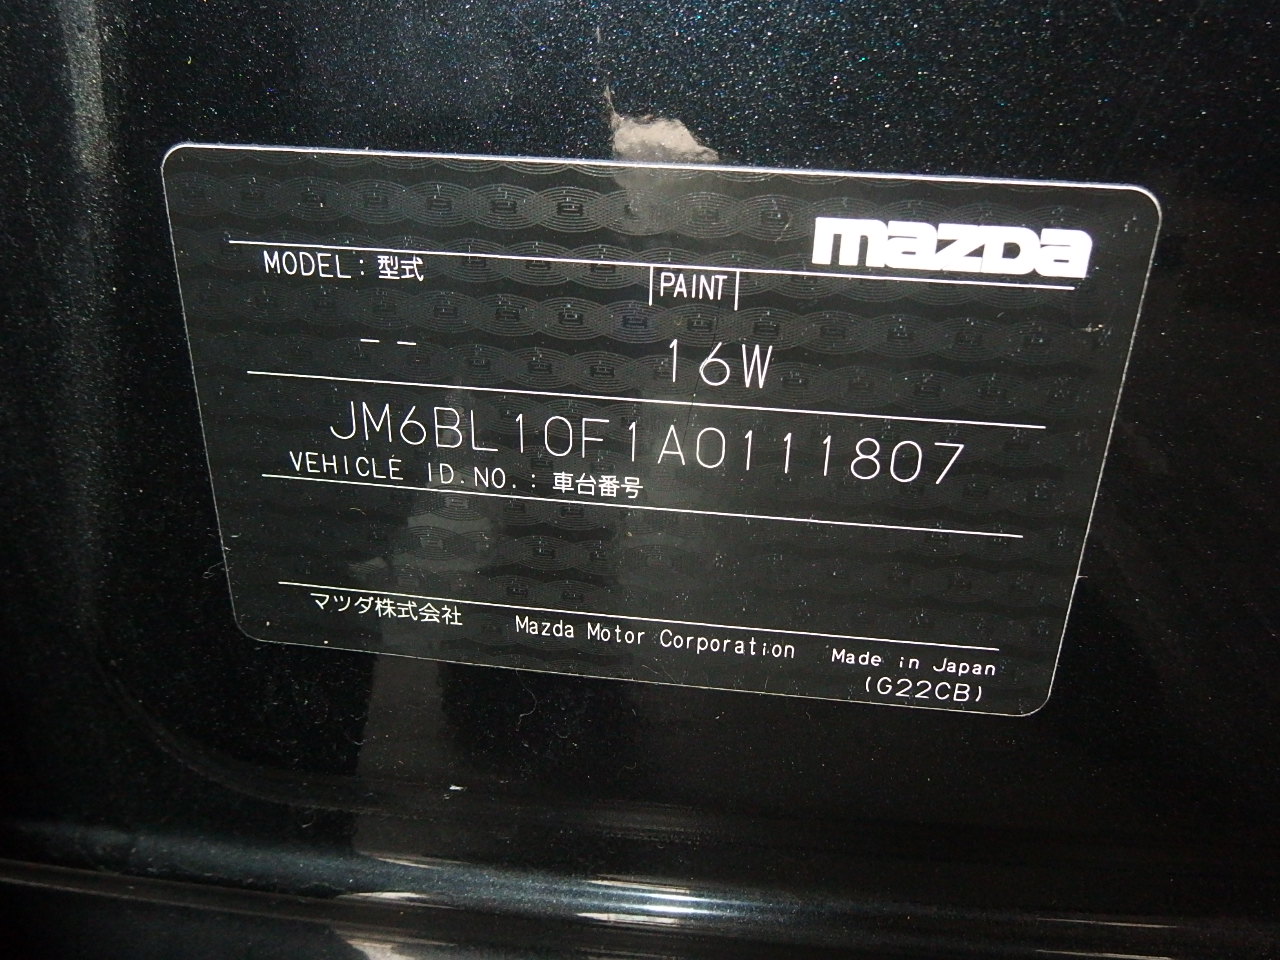 mazda
MODEL: 型式 PAINT
-- 16W
JM6BL10F1A0111807
VEHICLE ID.NO.: 車台番号
マツダ株式会社 Mazda Motor Corporation Made in Japan
(G22CB)